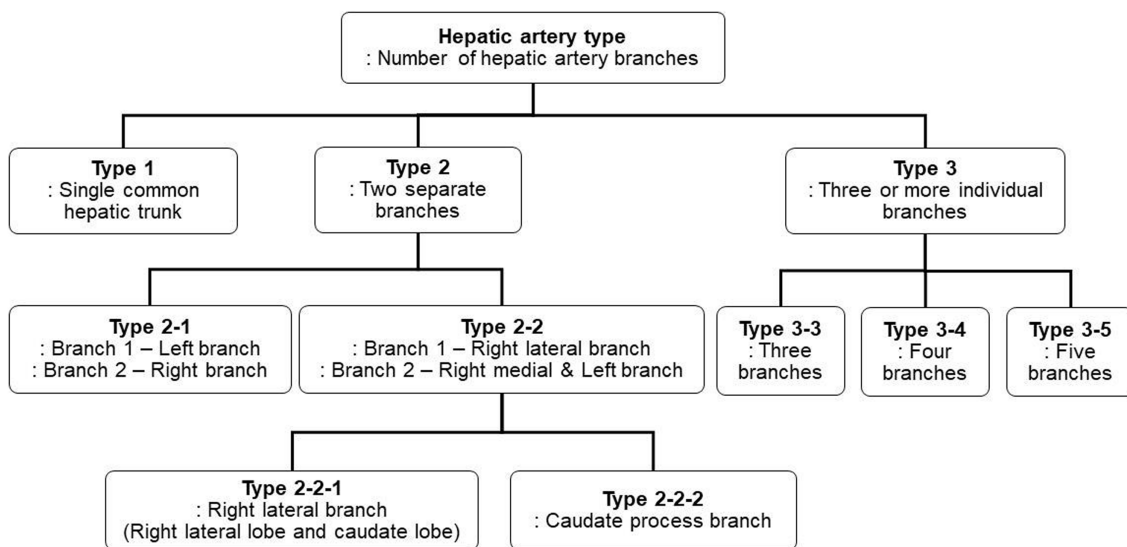 Hepatic artery type
: Number of hepatic artery branches
Type 1
: Single common
hepatic trunk
Type 2
: Two separate
branches
Type 3
: Three or more individual
branches
Type 2-1
: Branch 1 – Left branch
: Branch 2 – Right branch
Type 2-2
: Branch 1 – Right lateral branch
: Branch 2 – Right medial & Left branch
Type 3-3
: Three
branches
Type 3-4
: Four
branches
Type 3-5
: Five
branches
Type 2-2-1
: Right lateral branch
(Right lateral lobe and caudate lobe)
Type 2-2-2
: Caudate process branch